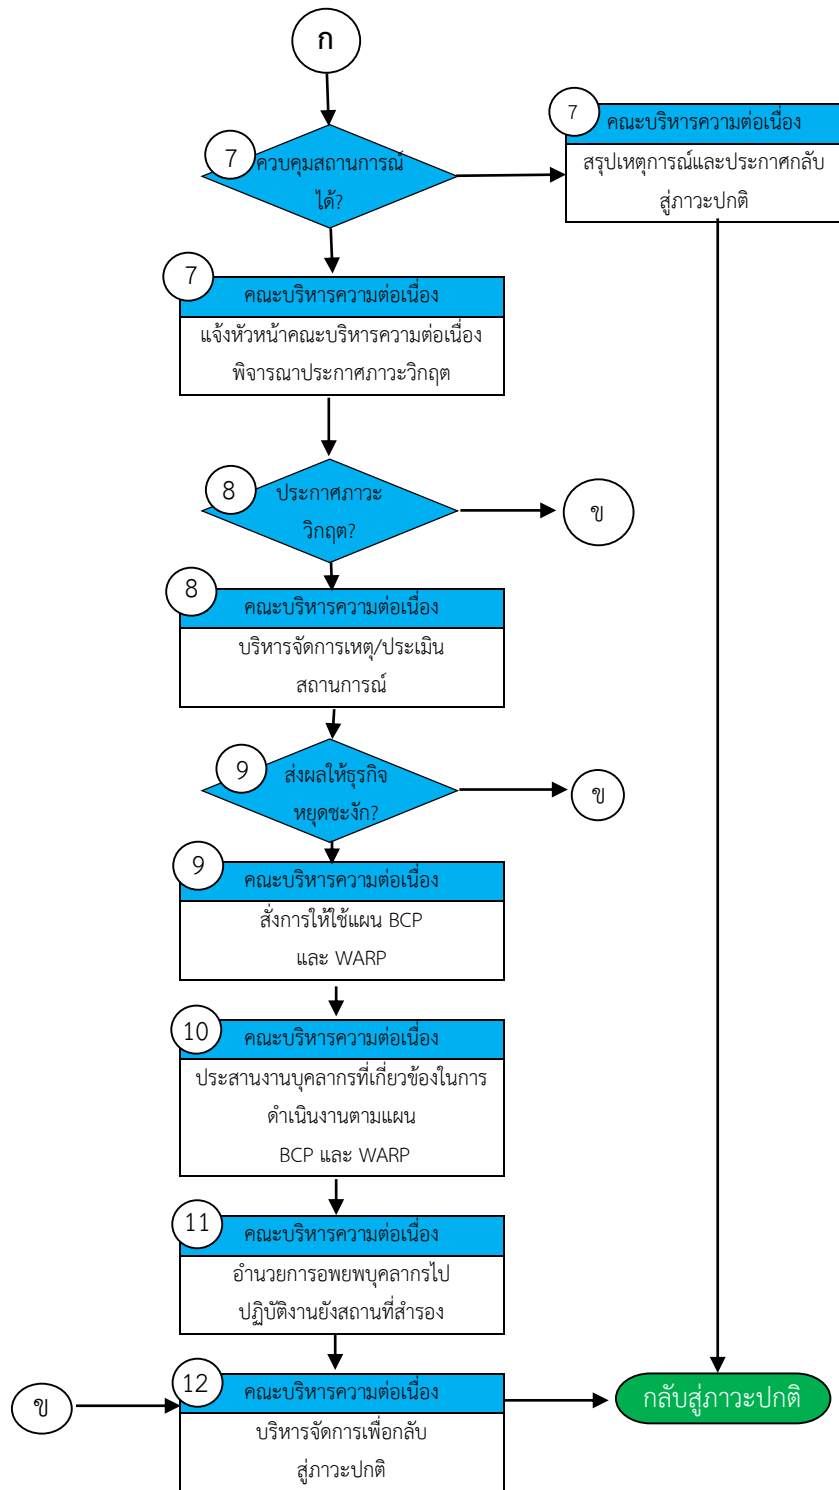 ก
7
ควบคุมสถานการณ์
ได้?
7
คณะบริหารความต่อเนื่อง
สรุปเหตุการณ์และประกาศกลับ
สู่ภาวะปกติ
7
คณะบริหารความต่อเนื่อง
แจ้งหัวหน้าคณะบริหารความต่อเนื่อง
พิจารณาประกาศภาวะวิกฤต
8
ประกาศภาวะ
วิกฤต?
ข
8
คณะบริหารความต่อเนื่อง
บริหารจัดการเหตุ/ประเมิน
สถานการณ์
9
ส่งผลให้ธุรกิจ
หยุดชะงัก?
ข
9
คณะบริหารความต่อเนื่อง
สั่งการให้ใช้แผน BCP
และ WARP
10
คณะบริหารความต่อเนื่อง
ประสานงานบุคลากรที่เกี่ยวข้องในการ
ดำเนินงานตามแผน
BCP และ WARP
11
คณะบริหารความต่อเนื่อง
อำนวยการอพยพบุคลากรไป
ปฏิบัติงานยังสถานที่สำรอง
ข
12
คณะบริหารความต่อเนื่อง
บริหารจัดการเพื่อกลับ
สู่ภาวะปกติ
กลับสู่ภาวะปกติ